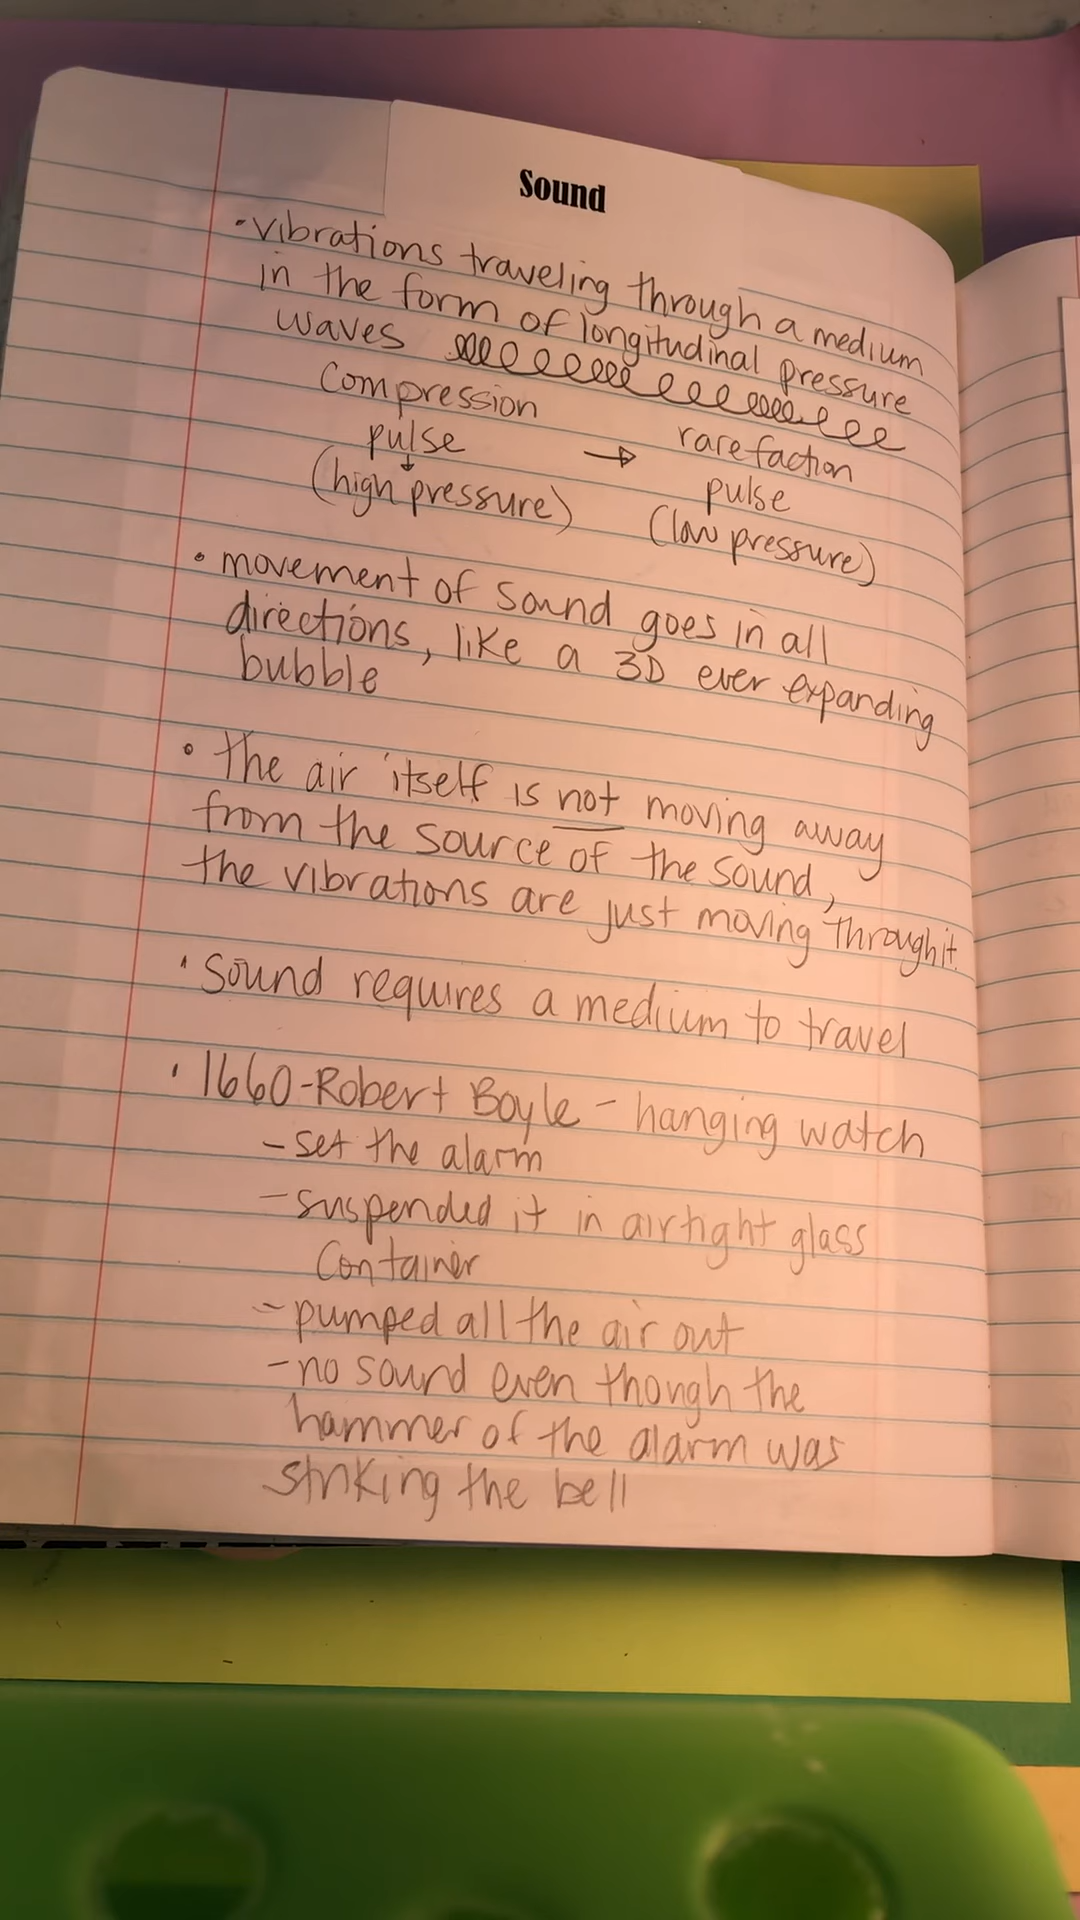 Sound
• vibrations traveling through a medium
in the form of longitudinal pressure
waves
compression
pulse → rarefaction
(high pressure) pulse
(low pressure)
• movement of sound goes in all
directions, like a 3D ever expanding
bubble
• the air itself is not moving away
from the source of the sound,
the vibrations are just moving through it.
• Sound requires a medium to travel
• 1660-Robert Boyle - hanging watch
- set the alarm
- suspended it in airtight glass
container
- pumped all the air out
- no sound even though the
hammer of the alarm was
striking the bell